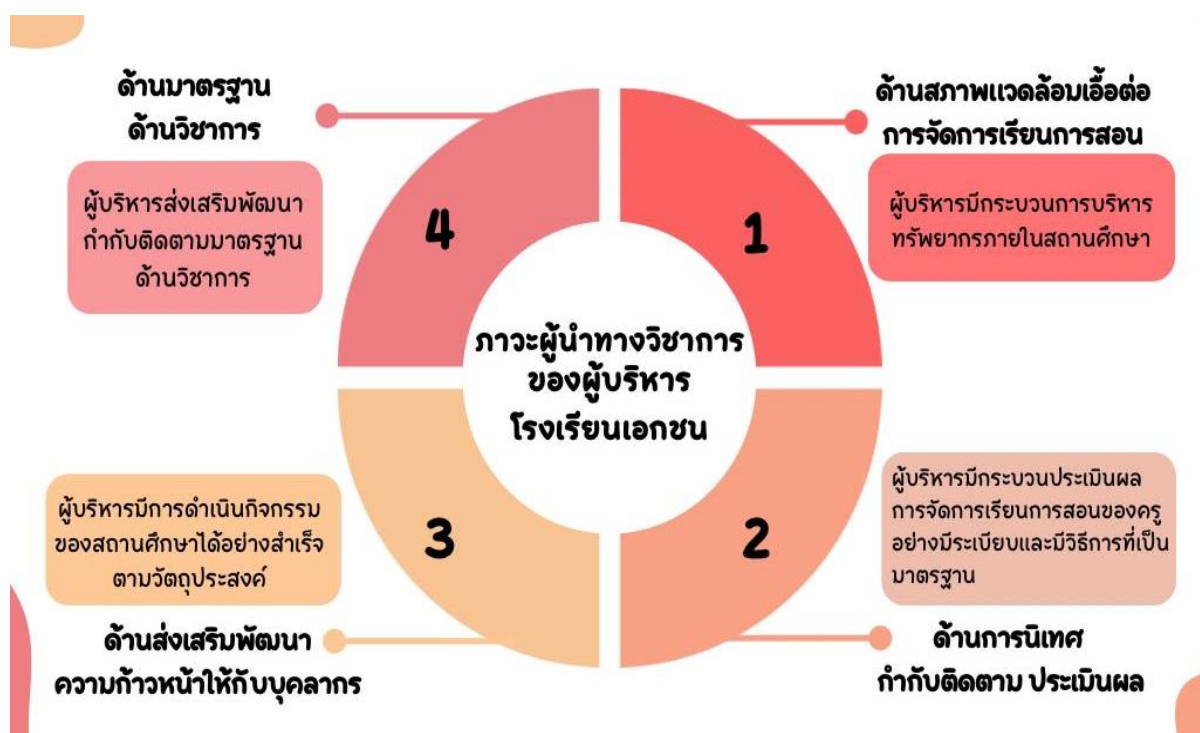 ด้านมาตรฐาน
ด้านวิชาการ
ผู้บริหารส่งเสริมพัฒนา
กำกับติดตามมาตรฐาน
ด้านวิชาการ
4
ด้านสภาพแวดล้อมเอื้อต่อ
การจัดการเรียนการสอน
ผู้บริหารมีกระบวนการบริหาร
ทรัพยากรภายในสถานศึกษา
1
ภาวะผู้นำทางวิชาการ
ของผู้บริหาร
โรงเรียนเอกชน
ผู้บริหารมีการดำเนินกิจกรรม
ของสถานศึกษาได้อย่างสำเร็จ
ตามวัตถุประสงค์
3
ด้านส่งเสริมพัฒนา
ความก้าวหน้าให้กับบุคลากร
ผู้บริหารมีกระบวนประเมินผล
การจัดการเรียนการสอนของครู
อย่างมีระเบียบและมีวิธีการที่เป็น
มาตรฐาน
2
ด้านการนิเทศ
กำกับติดตาม ประเมินผล